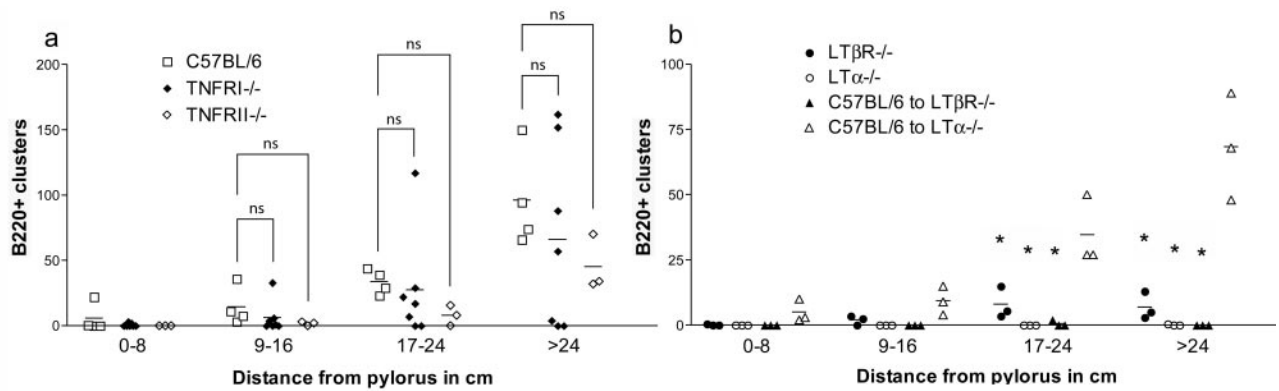 a
C57BL/6
TNFRI-/-
TNFRII-/-
B220+ clusters
200
150
100
50
0
ns
ns
ns
ns
ns
ns
0-8
9-16
17-24
>24
Distance from pylorus in cm
b
LTβR-/-
LTα-/-
C57BL/6 to LTβR-/-
C57BL/6 to LTα-/-
B220+ clusters
100
75
50
25
0
* * * * * *
0-8
9-16
17-24
>24
Distance from pylorus in cm